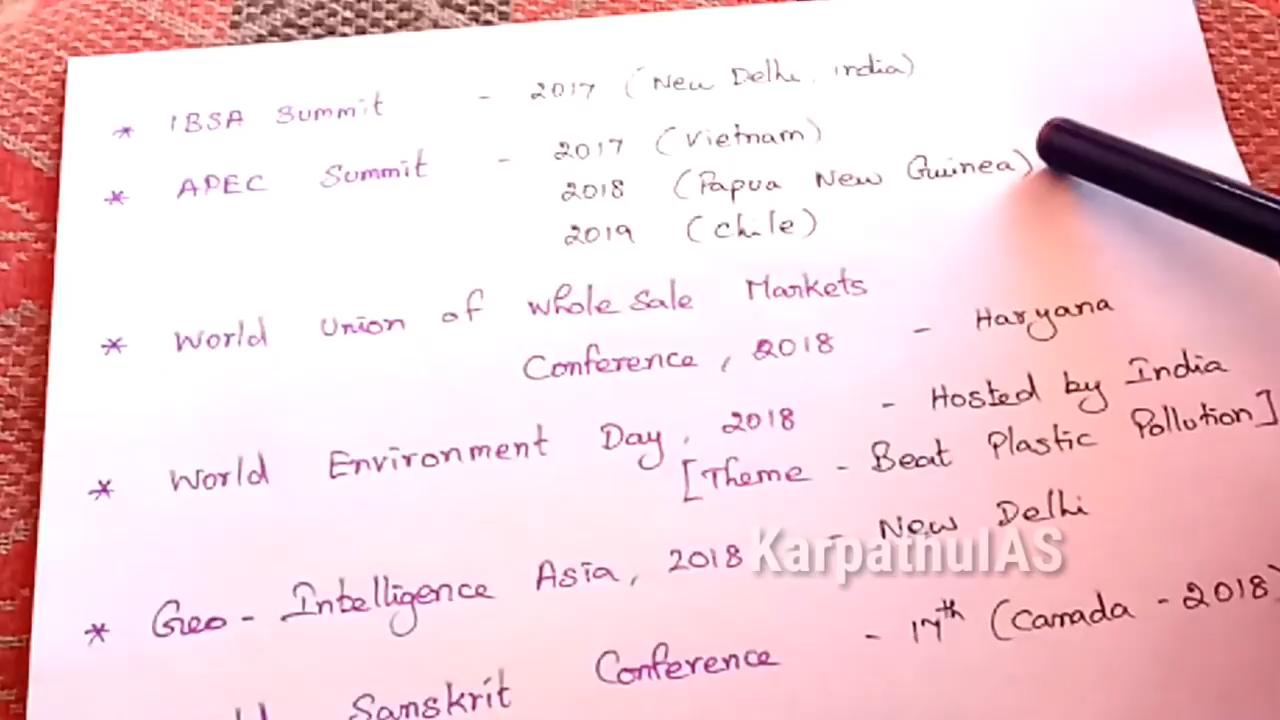 * IBSA Summit - 2017 (New Delhi, India)
* APEC Summit - 2017 (Vietnam)
2018 (Papua New Guinea)
2019 (Chile)
* World Union of Whole Sale Markets
Conference, 2018 - Haryana
* World Environment Day, 2018 - Hosted by India
[Theme - Beat Plastic Pollution]
* Geo - Intelligence Asia, 2018 - New Delhi
KarpathuIAS
Sanskrit Conference - 17th (Canada - 2018)